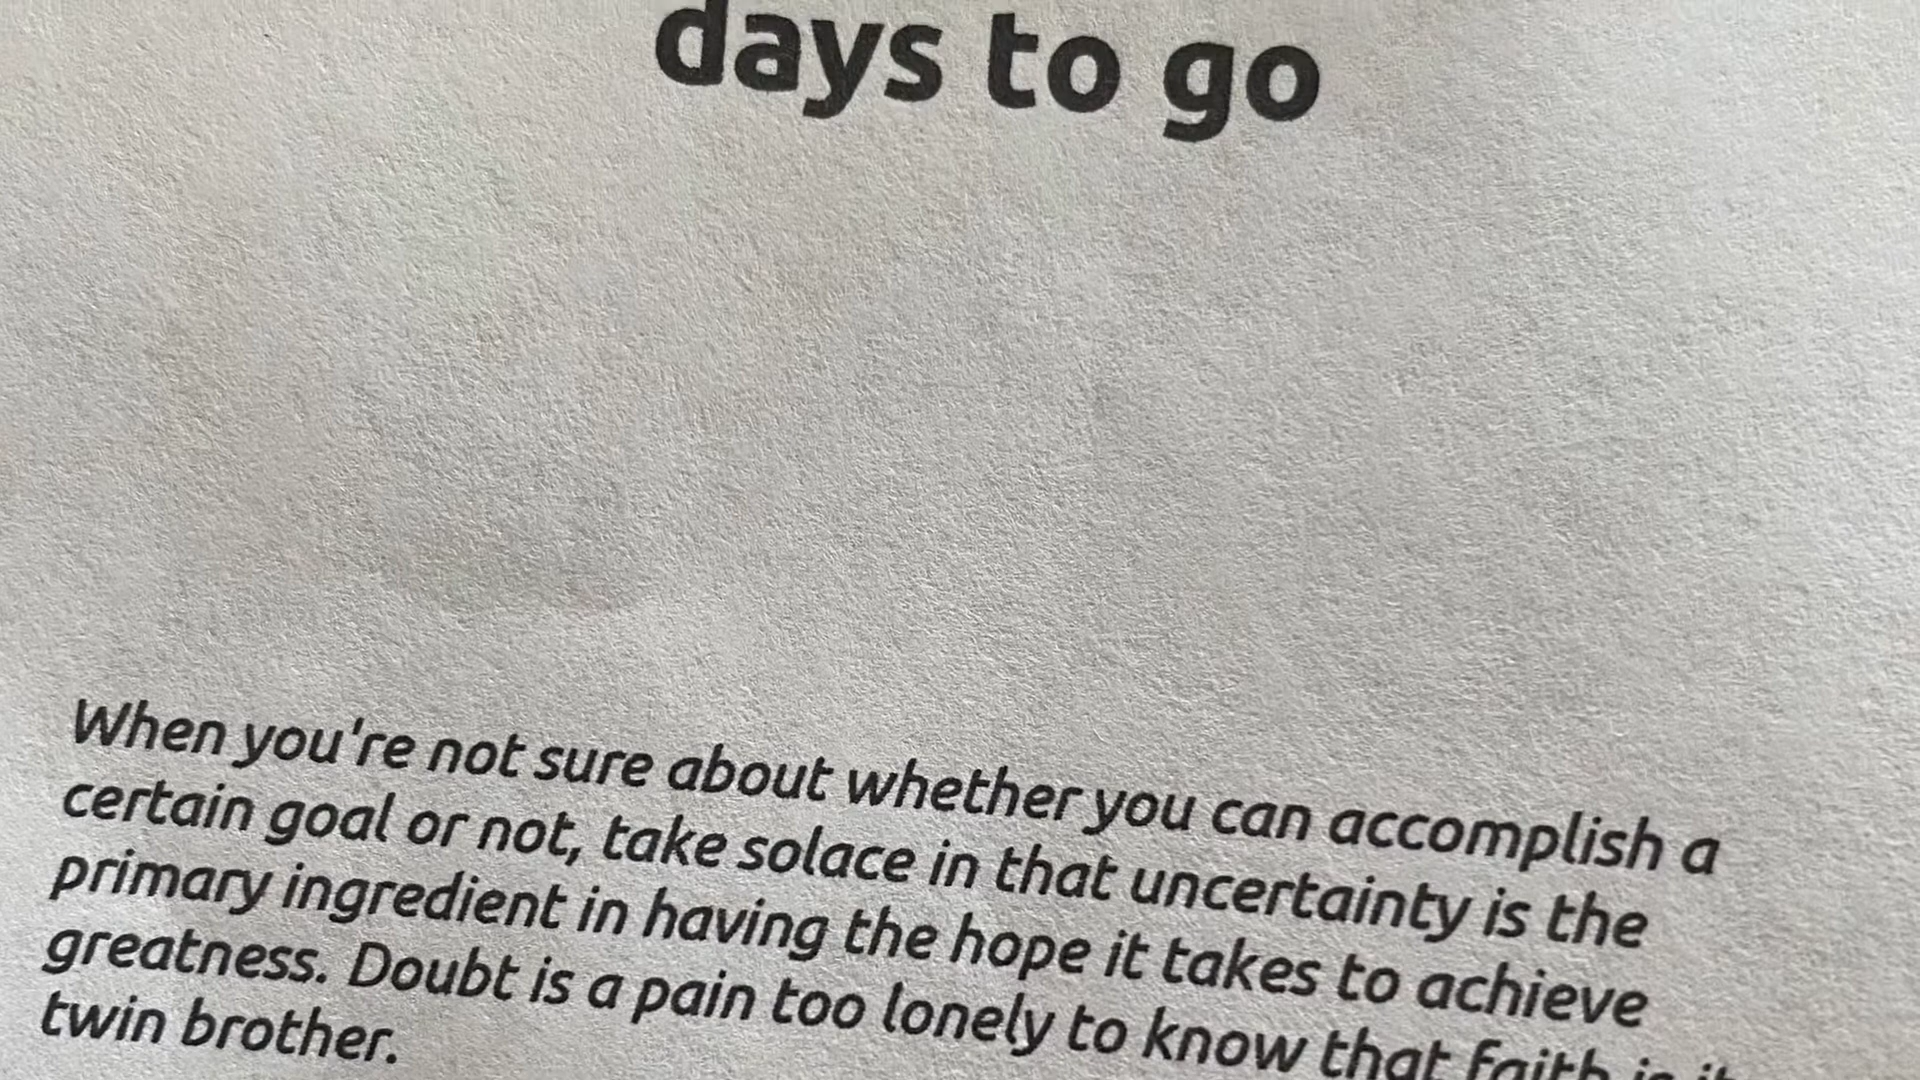 days to go
When you're not sure about whether you can accomplish a
certain goal or not, take solace in that uncertainty is the
primary ingredient in having the hope it takes to achieve
greatness. Doubt is a pain too lonely to know that faith is
twin brother.